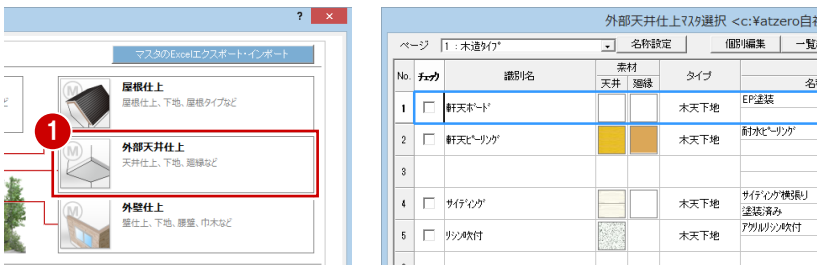 ?
×
マスタのExcelエクスポート・インポート
屋根仕上
屋根仕上、下地、屋根タイプなど
ど
1
外部天井仕上
天井仕上、下地、廻縁など
外壁仕上
壁仕上、下地、腰壁、巾木など
外部天井仕上ﾏｽﾀ選択 <c:¥atzero自
ページ
1 : 木造ﾀｲﾌﾟ
名称設定
個別編集
No.
ﾁｪｯｸ
識別名
素材
天井
廻縁
タイプ
1
軒天ﾎﾞｰﾄﾞ
木天下地
EP塗装
2
軒天ﾋﾟｰﾘﾝｸﾞ
木天下地
耐水ﾋﾟｰﾘﾝｸﾞ
3
4
ｻｲﾃﾞｨﾝｸﾞ
木天下地
ｻｲﾃﾞｨﾝｸﾞ横張り
塗装済み
5
ﾘｼﾝ吹付
木天下地
ｱｸﾘﾙﾘｼﾝ吹付